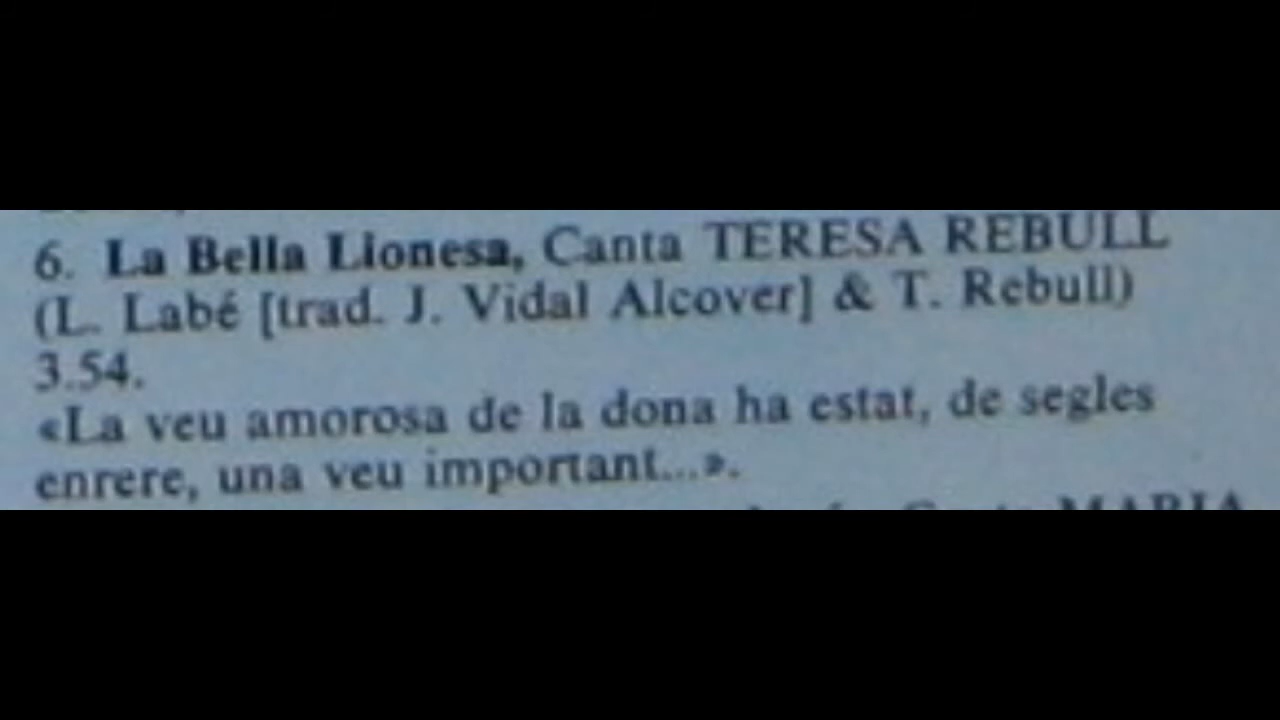 6. La Bella Lionesa, Canta TERESA REBULL
(L. Labé [trad. J. Vidal Alcover] & T. Rebull)
3.54.
«La veu amorosa de la dona ha estat, de segles
enrere, una veu important...».
MARIA